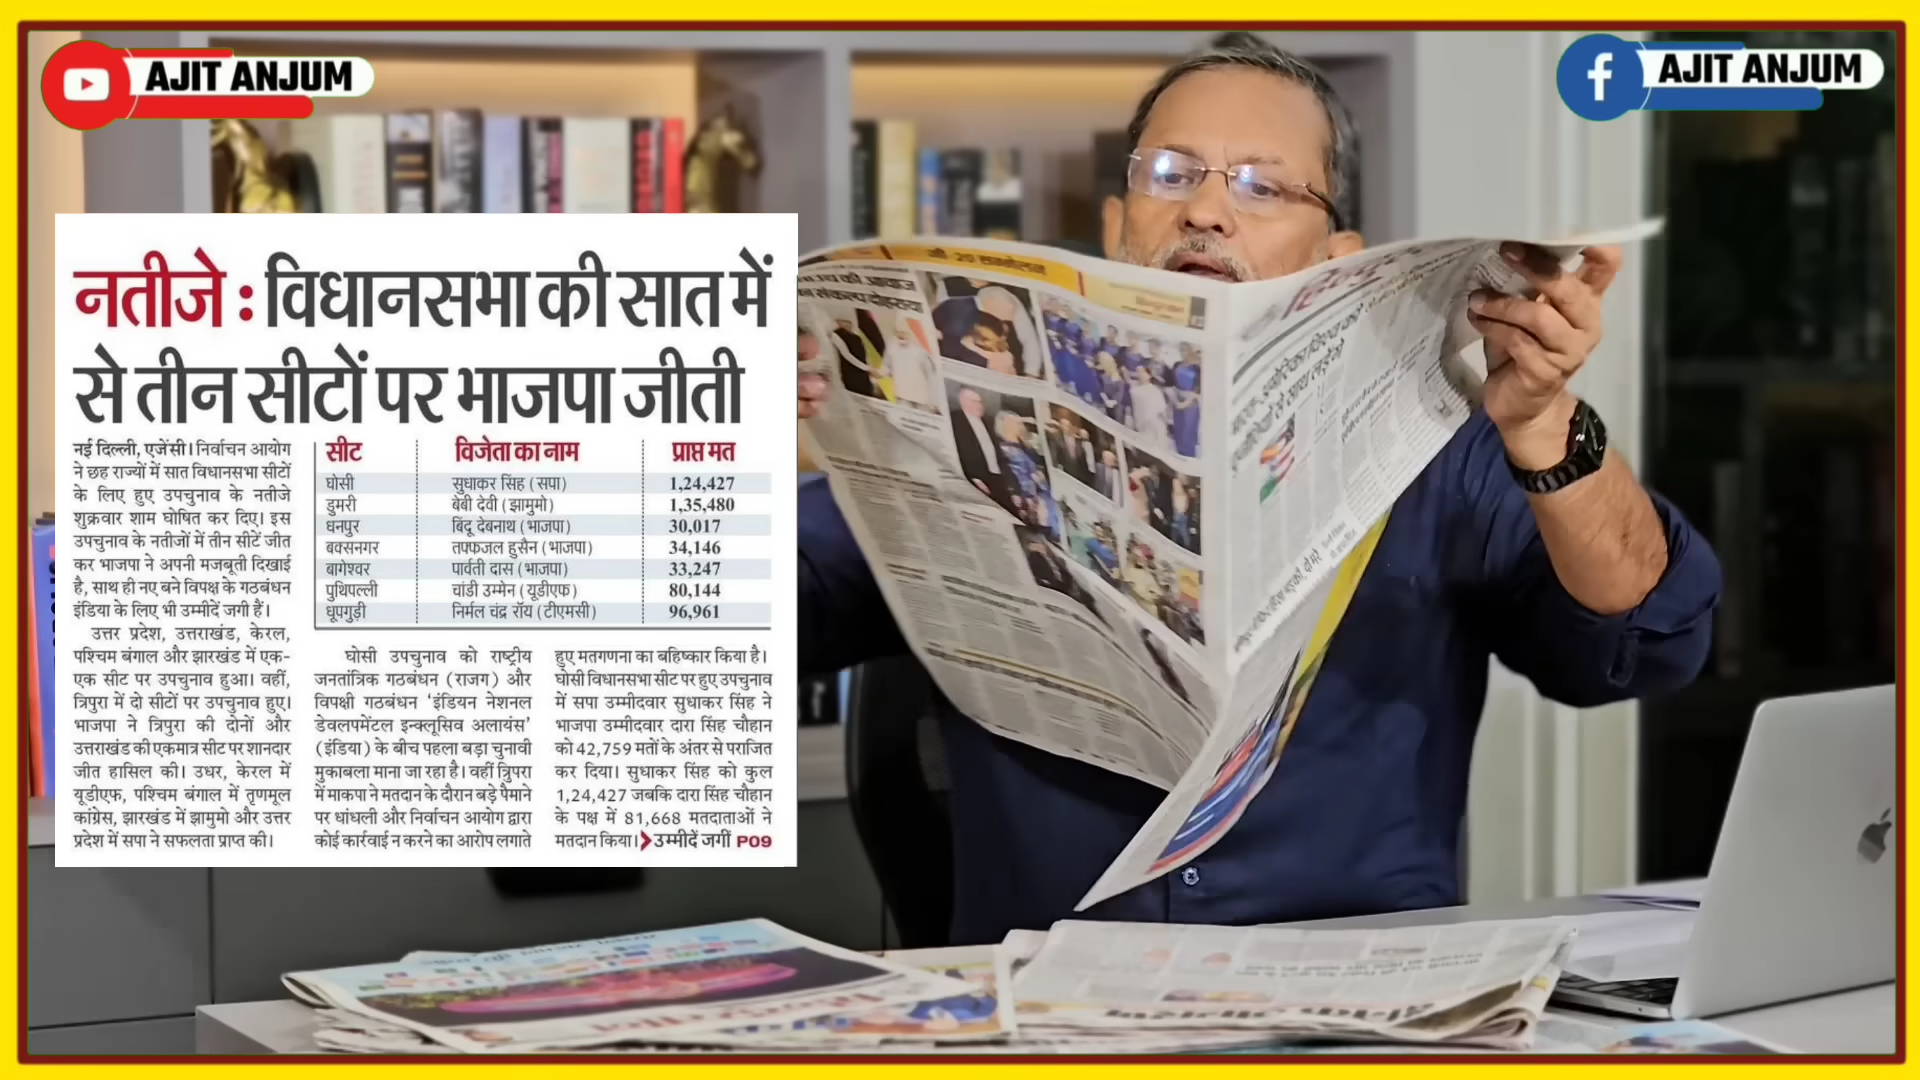 AJIT ANJUM
AJIT ANJUM
नतीजे : विधानसभा की सात में
से तीन सीटों पर भाजपा जीती
नई दिल्ली, एजेंसी। निर्वाचन आयोग
ने छह राज्यों में सात विधानसभा सीटों
के लिए हुए उपचुनाव के नतीजे
शुक्रवार शाम घोषित कर दिए। इस
उपचुनाव के नतीजों में तीन सीटें जीत
कर भाजपा ने अपनी मजबूती दिखाई
है, साथ ही नए बने विपक्ष के गठबंधन
इंडिया के लिए भी उम्मीदें जगी हैं।
उत्तर प्रदेश, उत्तराखंड, केरल,
पश्चिम बंगाल और झारखंड में एक-
एक सीट पर उपचुनाव हुआ। वहीं,
त्रिपुरा में दो सीटों पर उपचुनाव हुए।
भाजपा ने त्रिपुरा की दोनों और
उत्तराखंड की एकमात्र सीट पर शानदार
जीत हासिल की। उधर, केरल में
यूडीएफ, पश्चिम बंगाल में तृणमूल
कांग्रेस, झारखंड में झामुमो और उत्तर
प्रदेश में सपा ने सफलता प्राप्त की।
सीट विजेता का नाम प्राप्त मत
घोसी सुधाकर सिंह (सपा) 1,24,427
डुमरी बेबी देवी (झामुमो) 1,35,480
धनपुर बिंदू देबनाथ (भाजपा) 30,017
बक्सनगर तफ्फजल हुसैन (भाजपा) 34,146
बागेश्वर पार्वती दास (भाजपा) 33,247
पुथिपल्ली चांडी उम्मेन (यूडीएफ) 80,144
धूपगुड़ी निर्मल चंद्र रॉय (टीएमसी) 96,961
घोसी उपचुनाव को राष्ट्रीय
जनतांत्रिक गठबंधन (राजग) और
विपक्षी गठबंधन ‘इंडियन नेशनल
डेवलपमेंटल इन्क्लूसिव अलायंस’
(इंडिया) के बीच पहला बड़ा चुनावी
मुकाबला माना जा रहा है। वहीं त्रिपुरा
में माकपा ने मतदान के दौरान बड़े पैमाने
पर धांधली और निर्वाचन आयोग द्वारा
कोई कार्रवाई न करने का आरोप लगाते
हुए मतगणना का बहिष्कार किया है।
घोसी विधानसभा सीट पर हुए उपचुनाव
में सपा उम्मीदवार सुधाकर सिंह ने
भाजपा उम्मीदवार दारा सिंह चौहान
को 42,759 मतों के अंतर से पराजित
कर दिया। सुधाकर सिंह को कुल
1,24,427 जबकि दारा सिंह चौहान
के पक्ष में 81,668 मतदाताओं ने
मतदान किया। उम्मीदें जगीं P09
जी-20 सम्मेलन